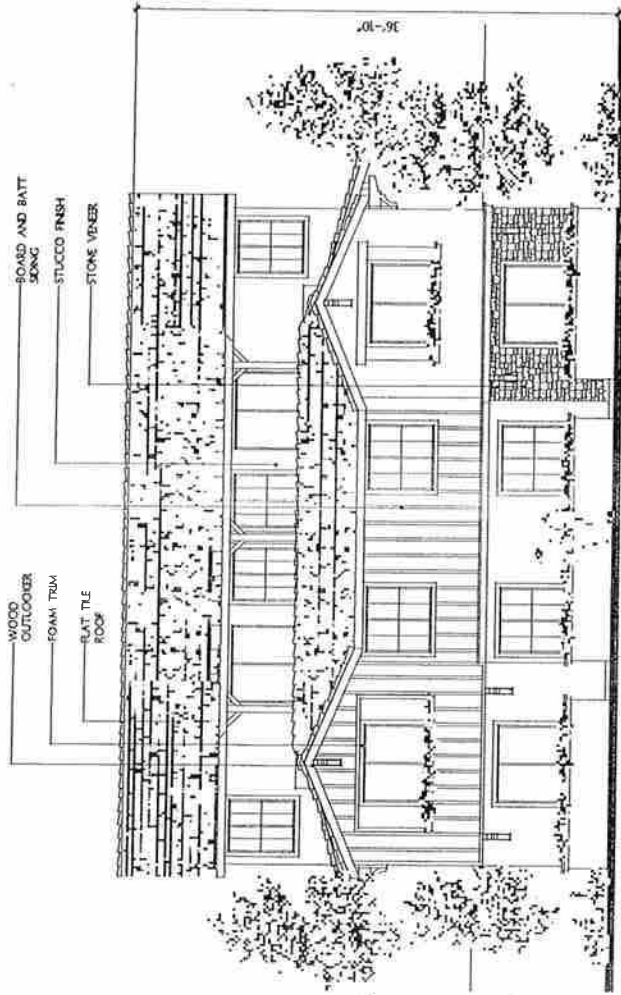 WOOD
OUTLOOKER
FOAM TRIM
FLAT TILE
ROOF
BOARD AND BATT
SIDING
STUCCO FINISH
STONE VENEER
36'-10"